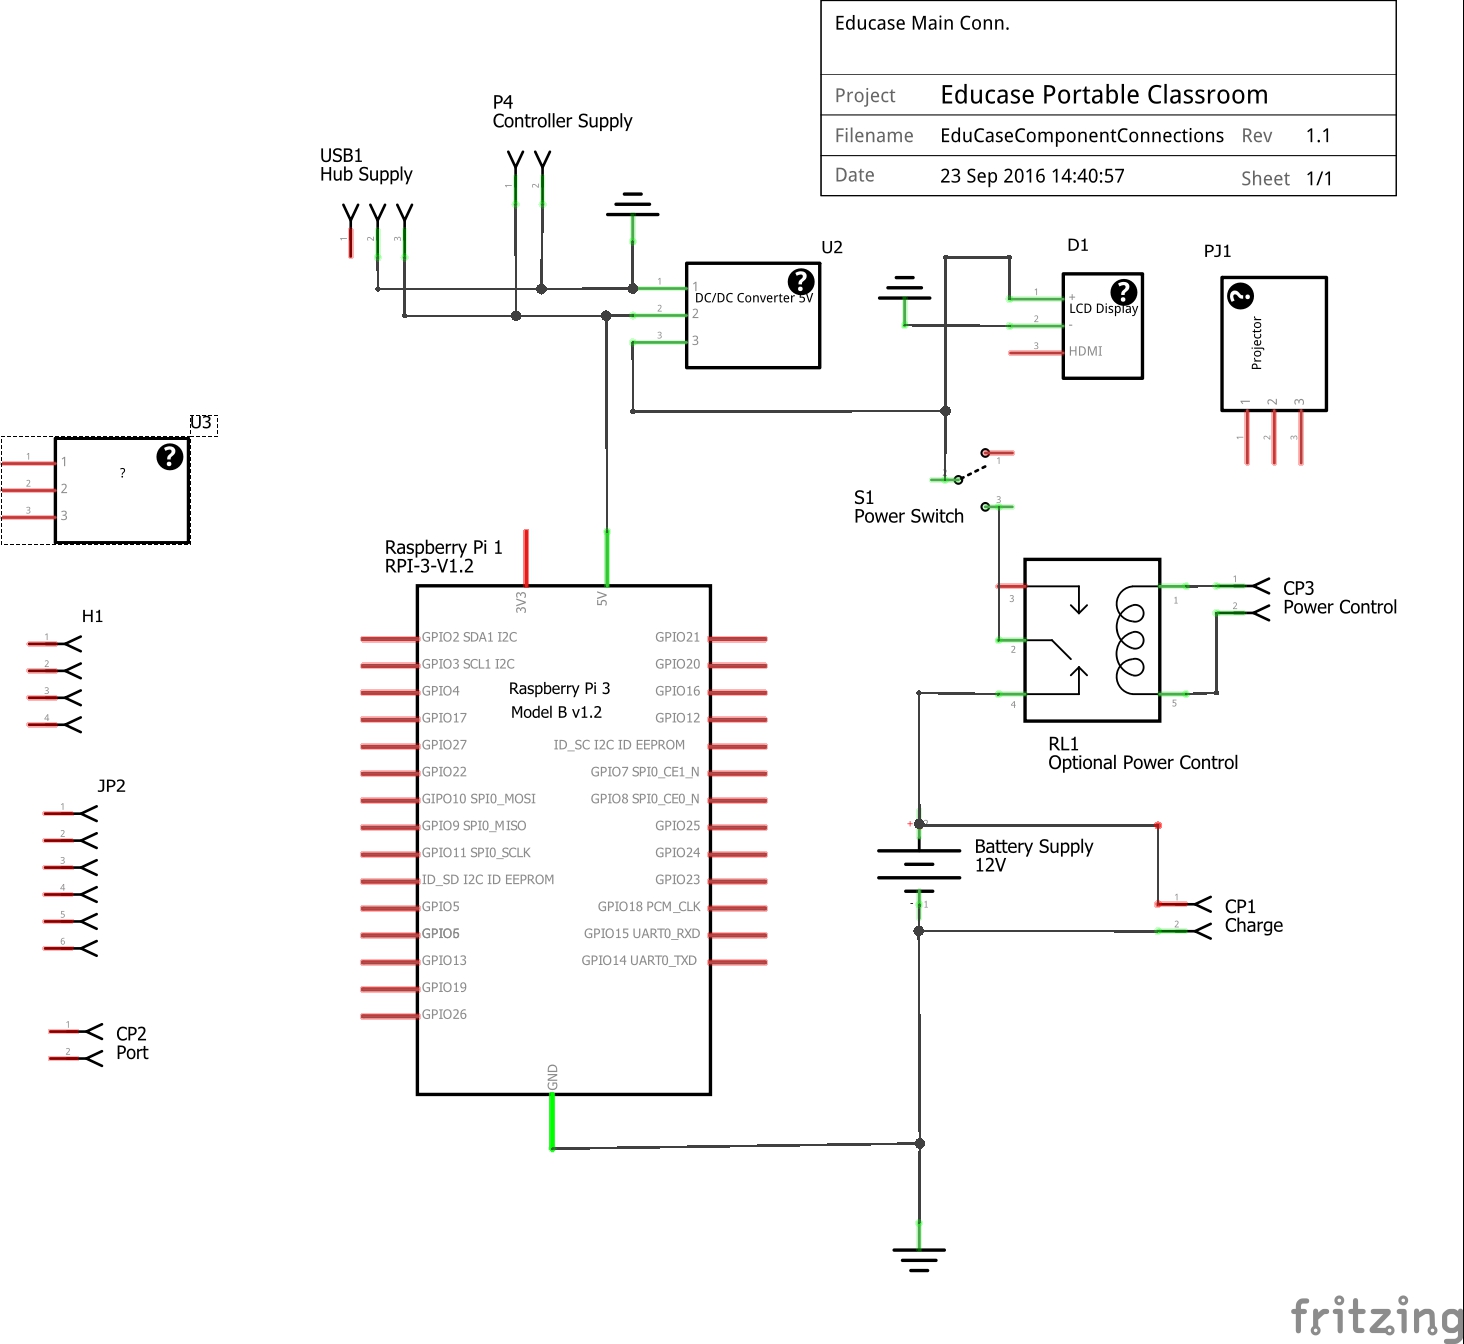 Educase Main Conn.
Project Educase Portable Classroom
Filename EduCaseComponentConnections Rev 1.1
Date 23 Sep 2016 14:40:57 Sheet 1/1
P4
Controller Supply
1 2
USB1
Hub Supply
1 2 3
U2
?
DC/DC Converter 5V
1 1
2 2
3 3
D1
?
LCD Display
1 +
2 -
3 HDMI
PJ1
?
Projector
1 2 3
1 2 3
U3
?
?
1 1
2 2
3 3
S1
Power Switch
1
3
Raspberry Pi 1
RPI-3-V1.2
3V3 5V
Raspberry Pi 3
Model B v1.2
GPIO2 SDA1 I2C GPIO21
GPIO3 SCL1 I2C GPIO20
GPIO4 GPIO16
GPIO17 GPIO12
GPIO27 ID_SC I2C ID EEPROM
GPIO22 GPIO7 SPI0_CE1_N
GIPO10 SPI0_MOSI GPIO8 SPI0_CE0_N
GPIO9 SPI0_MISO GPIO25
GPIO11 SPI0_SCLK GPIO24
ID_SD I2C ID EEPROM GPIO23
GPIO5 GPIO18 PCM_CLK
GPIO6 GPIO15 UART0_RXD
GPIO13 GPIO14 UART0_TXD
GPIO19
GPIO26
GND
3 1
2
4 5
RL1
Optional Power Control
1
2
CP3
Power Control
H1
1
2
3
4
JP2
1
2
3
4
5
6
1
2
CP2
Port
+
- 1
Battery Supply
12V
1
2
CP1
Charge
fritzing